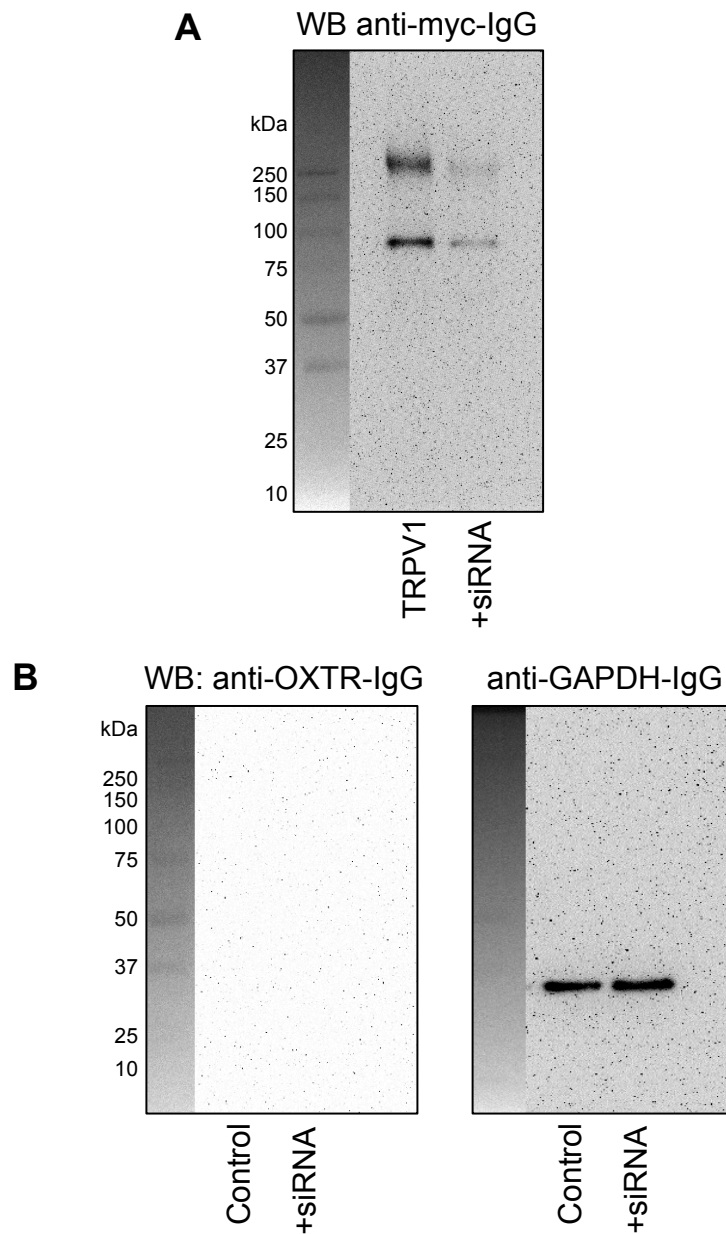 A
WB anti-myc-IgG
kDa
250
150
100
75
50
37
25
10
TRPV1
+siRNA
B
WB: anti-OXTR-IgG
anti-GAPDH-IgG
kDa
250
150
100
75
50
37
25
10
Control
+siRNA
Control
+siRNA